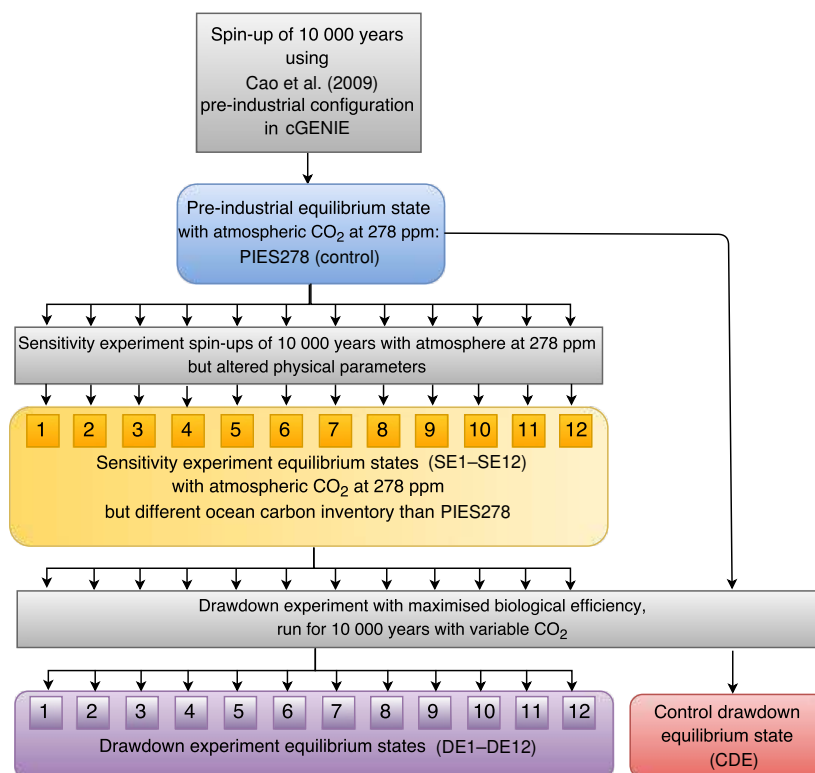 Spin-up of 10 000 years
using
Cao et al. (2009)
pre-industrial configuration
in cGENIE
Pre-industrial equilibrium state
with atmospheric CO₂ at 278 ppm:
PIES278 (control)
Sensitivity experiment spin-ups of 10 000 years with atmosphere at 278 ppm
but altered physical parameters
1 2 3 4 5 6 7 8 9 10 11 12
Sensitivity experiment equilibrium states (SE1–SE12)
with atmospheric CO₂ at 278 ppm
but different ocean carbon inventory than PIES278
Drawdown experiment with maximised biological efficiency,
run for 10 000 years with variable CO₂
1 2 3 4 5 6 7 8 9 10 11 12
Drawdown experiment equilibrium states (DE1–DE12)
Control drawdown
equilibrium state
(CDE)